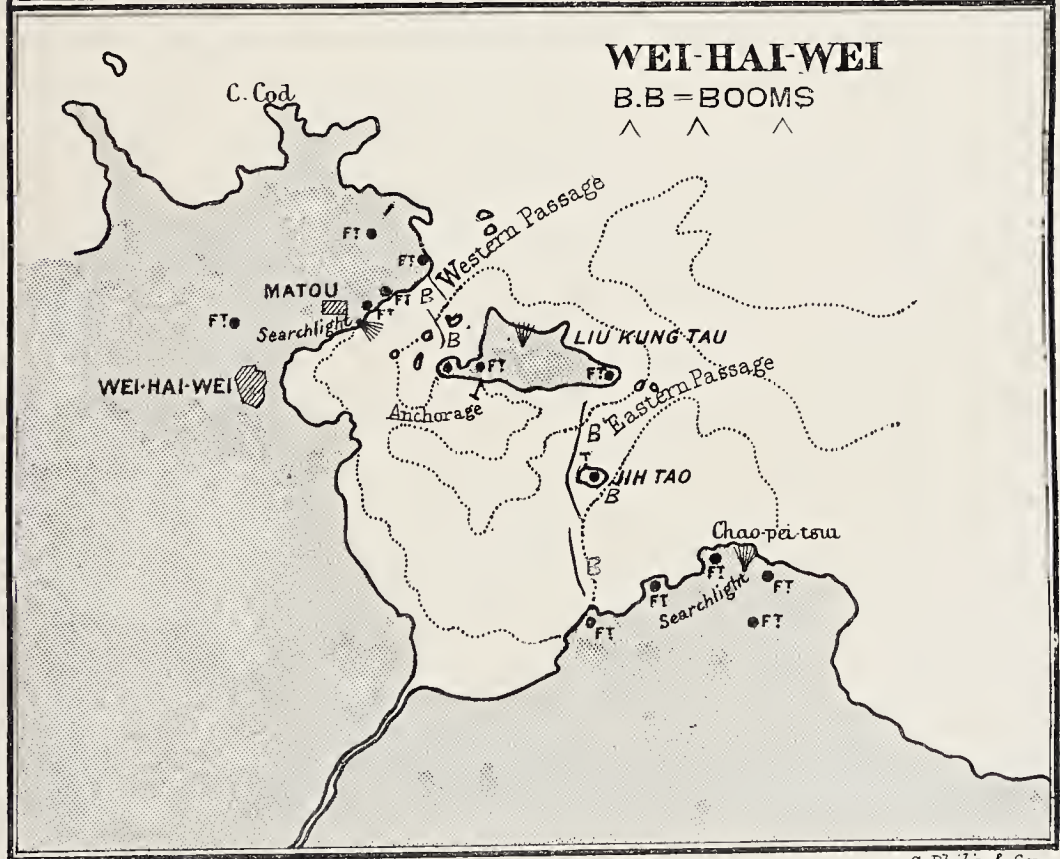 WEI-HAI-WEI
B.B = BOOMS
C. Cod
Western Passage
FT.
FT.
MATOU
FT.
B
FT.
FT.
Searchlight
B
LIU KUNG TAU
FT
FT.
WEI-HAI-WEI
Anchorage
Eastern Passage
B
JIH TAO
B
Chao-pei-tsui
B
FT.
FT.
FT.
Searchlight
FT.
FT.